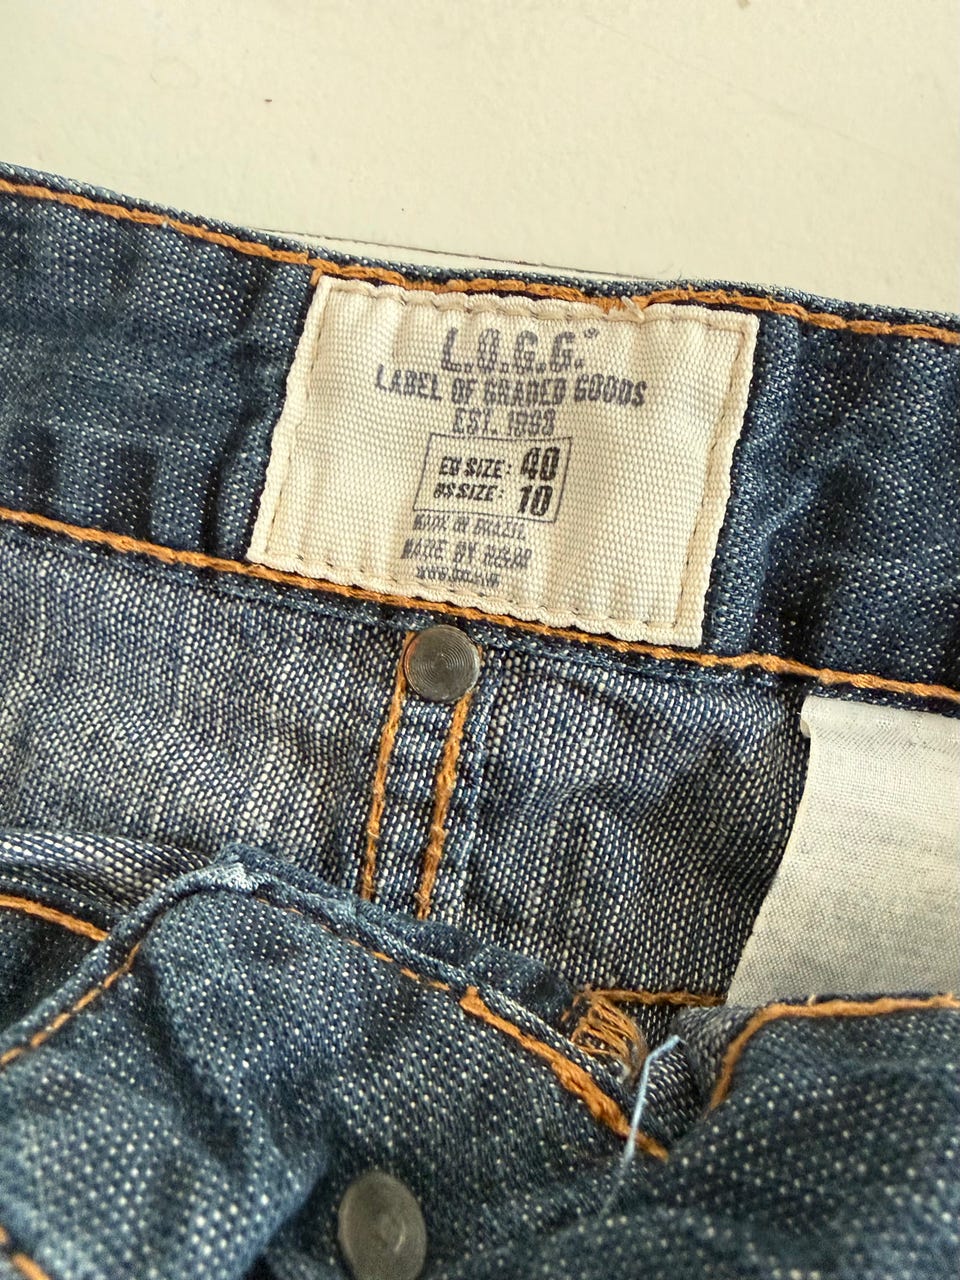 L.O.G.G.®
LABEL OF GRADED GOODS
EST. 1993
EU SIZE: 40
US SIZE: 10
MADE IN BRAZIL
MADE BY